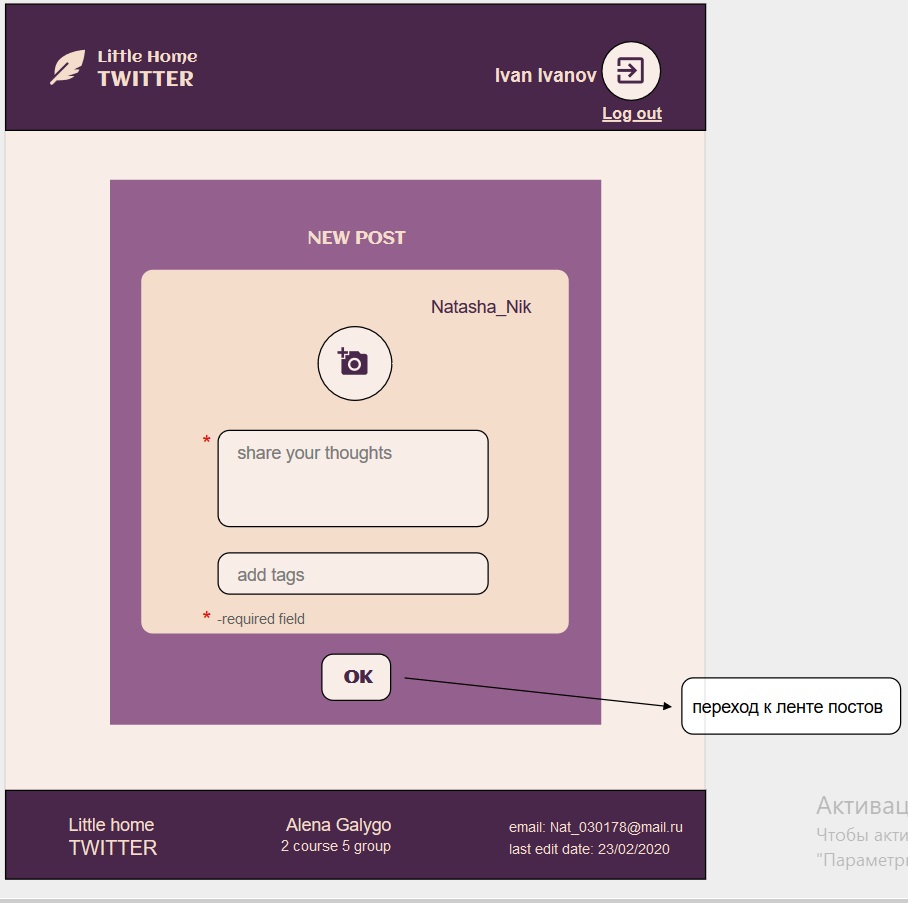 Little Home
TWITTER
Ivan Ivanov
Log out
NEW POST
Natasha_Nik
* share your thoughts
add tags
* -required field
OK
переход к ленте постов
Little home
TWITTER
Alena Galygo
2 course 5 group
email: Nat_030178@mail.ru
last edit date: 23/02/2020
Активац
Чтобы акти
"Параметры